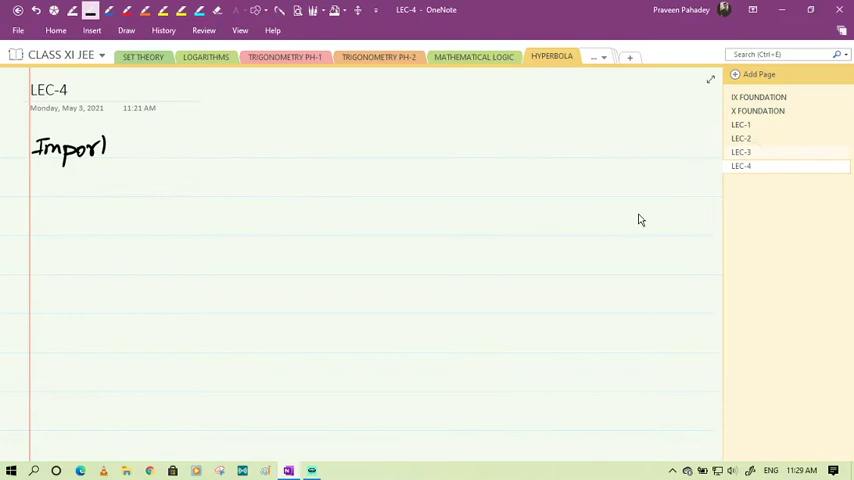 LEC-4 - OneNote
Praveen Pahadey
File Home Insert Draw History Review View Help
CLASS XI JEE SET THEORY LOGARITHMS TRIGONOMETRY PH-1 TRIGONOMETRY PH-2 MATHEMATICAL LOGIC HYPERBOLA ... +
Search (Ctrl+E)
Add Page
LEC-4
Monday, May 3, 2021 11:21 AM
IX FOUNDATION
X FOUNDATION
LEC-1
LEC-2
LEC-3
LEC-4
ENG 11:29 AM